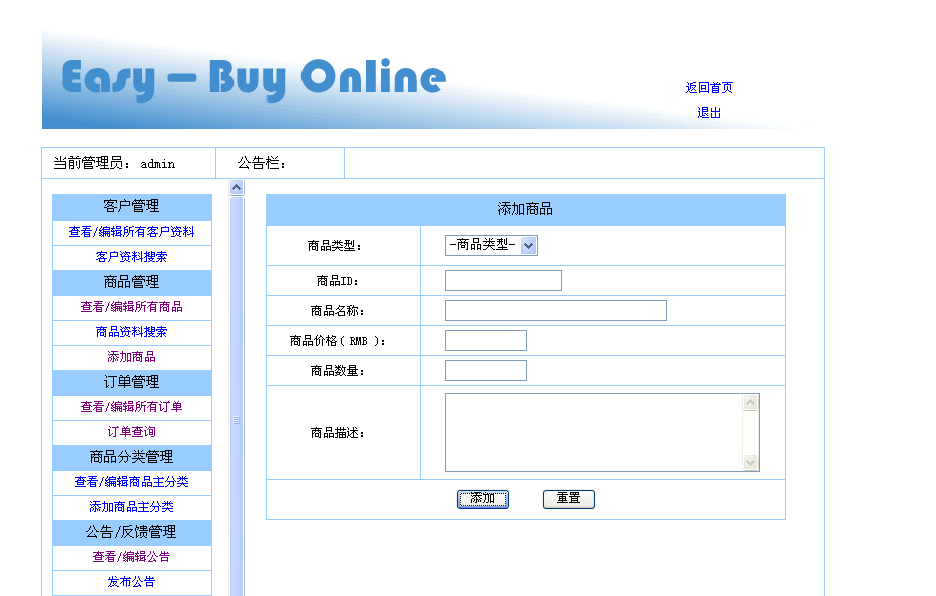 Easy - Buy Online
返回首页
退出
当前管理员: admin
公告栏:
客户管理
查看/编辑所有客户资料
客户资料搜索
商品管理
查看/编辑所有商品
商品资料搜索
添加商品
订单管理
查看/编辑所有订单
订单查询
商品分类管理
查看/编辑商品主分类
添加商品主分类
公告/反馈管理
查看/编辑公告
发布公告
添加商品
商品类型: -商品类型-
商品ID:
商品名称:
商品价格( RMB ):
商品数量:
商品描述:
添加 重置